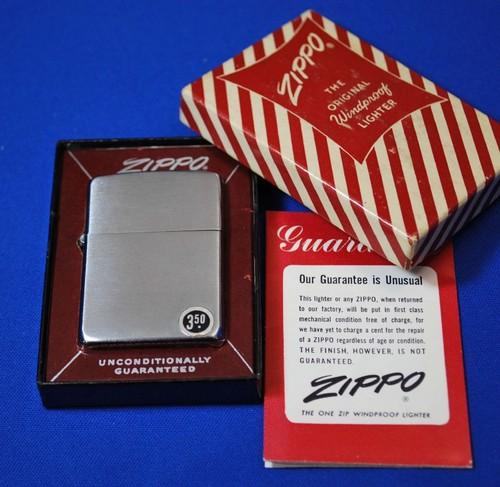 ZIPPO
THE
ORIGINAL
Windproof
LIGHTER
ZIPPO
3.50
UNCONDITIONALLY
GUARANTEED
Our Guarantee is Unusual
This lighter or any ZIPPO, when returned
to our factory, will be put in first class
mechanical condition free of charge, for
we have yet to charge a cent for the repair
of a ZIPPO regardless of age or condition.
THE FINISH, HOWEVER, IS NOT
GUARANTEED.
ZIPPO
®
THE ONE ZIP WINDPROOF LIGHTER